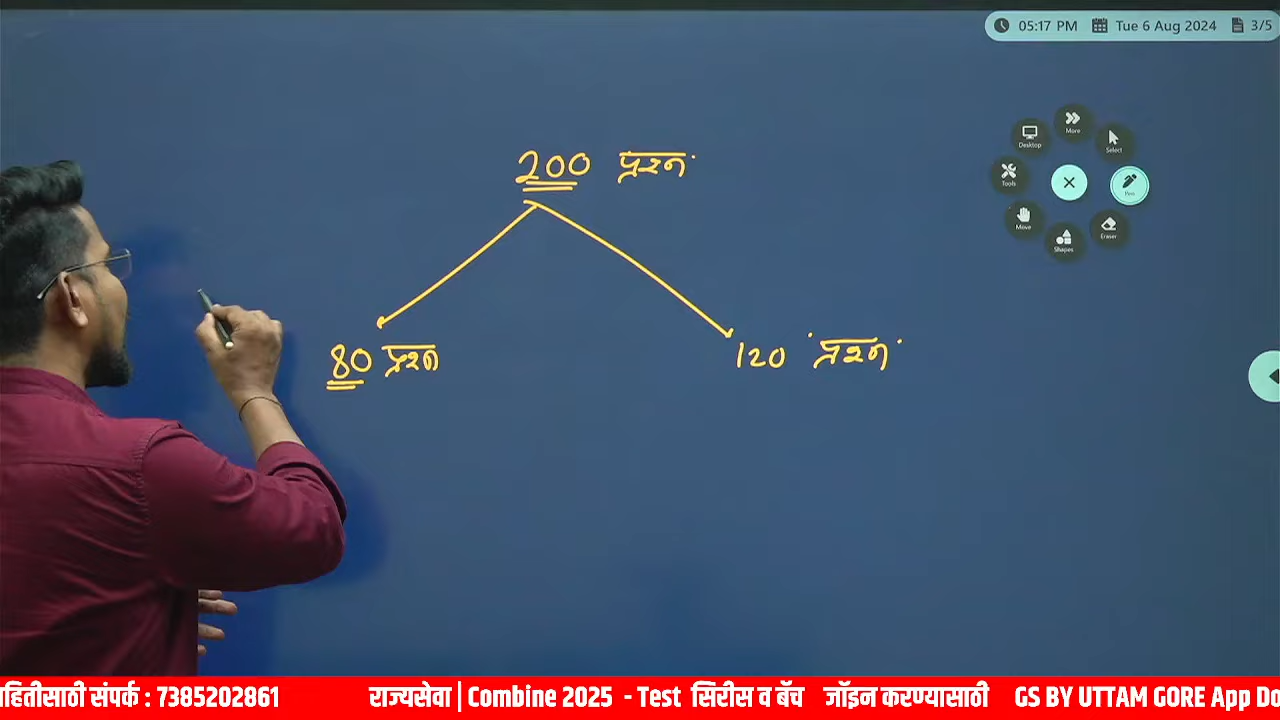 05:17 PM Tue 6 Aug 2024 3/5
More
Desktop
Select
Tools
Pen
Move
Eraser
Shapes
200 प्रश्न
80 प्रश्न
120 प्रश्न
ाहितीसाठी संपर्क : 7385202861 राज्यसेवा | Combine 2025 - Test सिरीस व बॅच जॉइन करण्यासाठी GS BY UTTAM GORE App Do